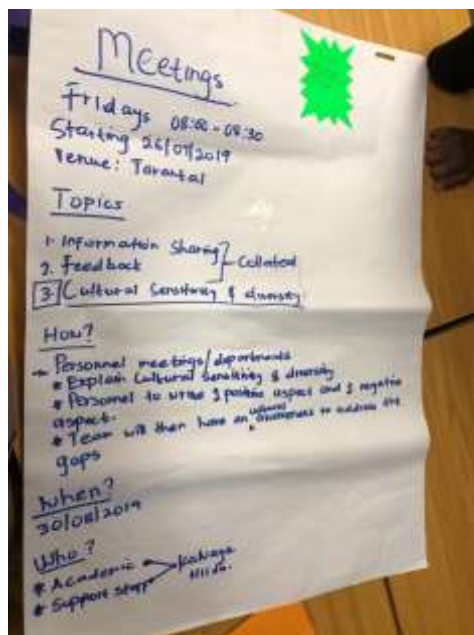 Meetings
Fridays 08:00 - 08:30
Starting 26/07/2019
Venue: Tarantal
Topics
1. Information Sharing
2. Feedback
Collated
3. Cultural Sensitivity & diversity
How?
→ Personnel meetings/departments
* Explain Cultural Sensitivity & diversity
* Personnel to write 3 positive aspect and 3 negative
aspect.
* Team will then have an cultural awareness to address the
gaps
When?
30/08/2019
Who?
* Academic
* Support Staff